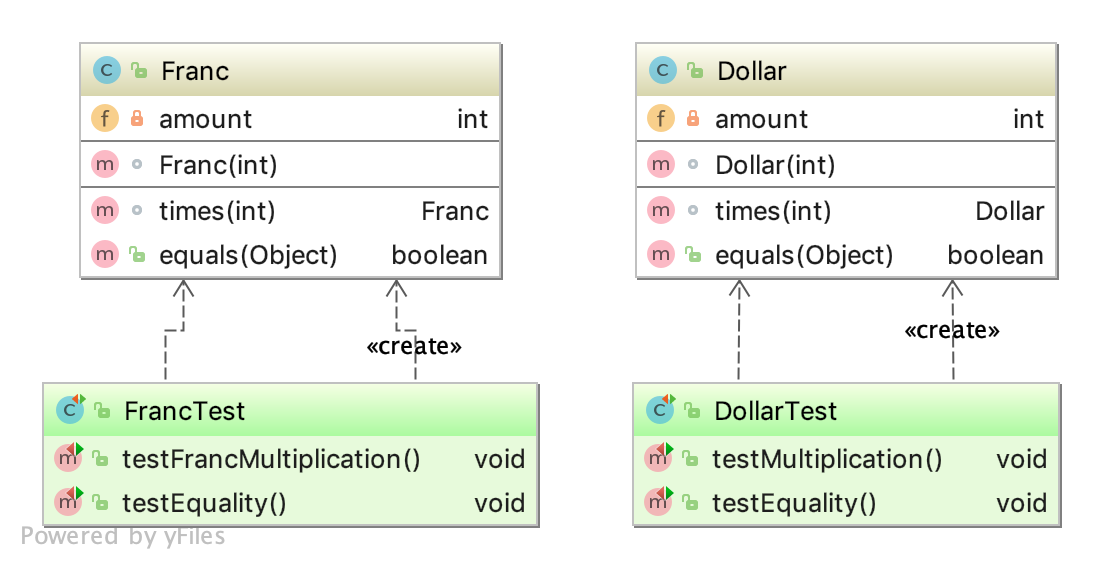 Franc
f amount int
m Franc(int)
m times(int) Franc
m equals(Object) boolean
«create»
C FrancTest
m testFrancMultiplication() void
m testEquality() void
Powered by yFiles
C Dollar
f amount int
m Dollar(int)
m times(int) Dollar
m equals(Object) boolean
«create»
C DollarTest
m testMultiplication() void
m testEquality() void